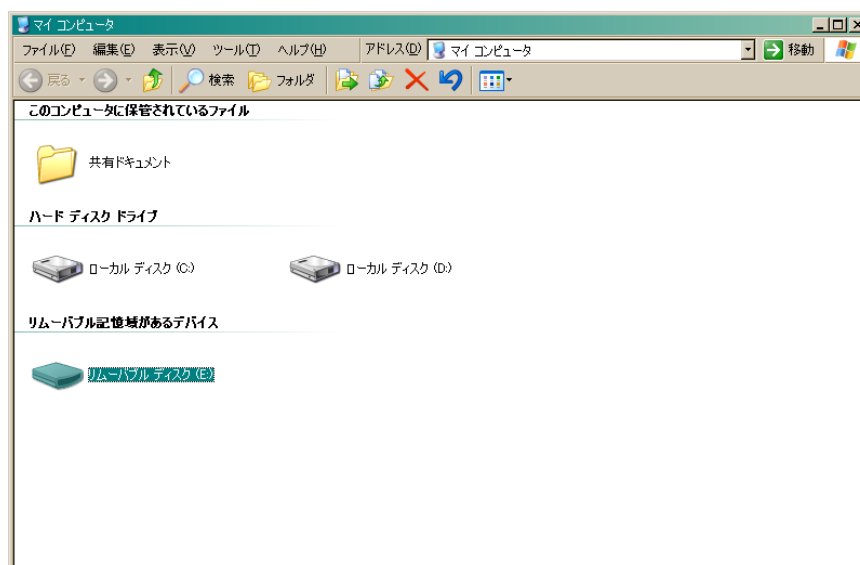 マイ コンピュータ
ファイル(F) 編集(E) 表示(V) ツール(T) ヘルプ(H) アドレス(D) マイ コンピュータ 移動
戻る 検索 フォルダ
このコンピュータに保管されているファイル
共有ドキュメント
ハード ディスク ドライブ
ローカル ディスク (C:) ローカル ディスク (D:)
リムーバブル記憶域があるデバイス
リムーバブル ディスク (E:)